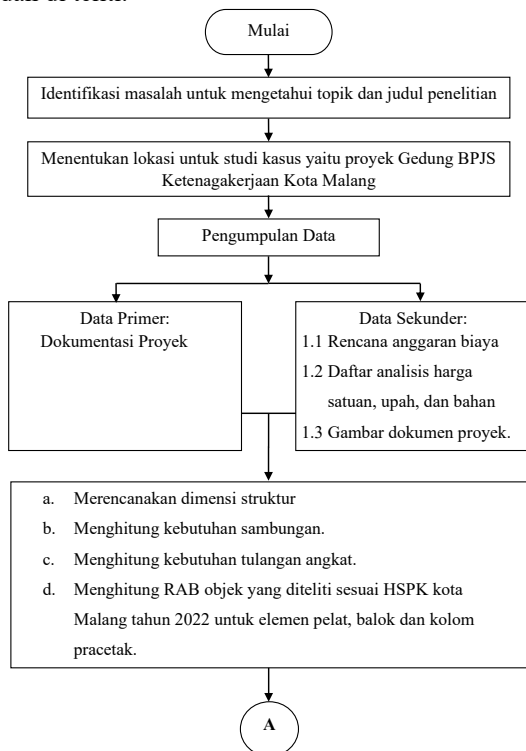 Mulai
Identifikasi masalah untuk mengetahui topik dan judul penelitian
Menentukan lokasi untuk studi kasus yaitu proyek Gedung BPJS
Ketenagakerjaan Kota Malang
Pengumpulan Data
Data Primer:
Dokumentasi Proyek
Data Sekunder:
1.1 Rencana anggaran biaya
1.2 Daftar analisis harga
satuan, upah, dan bahan
1.3 Gambar dokumen proyek.
a. Merencanakan dimensi struktur
b. Menghitung kebutuhan sambungan.
c. Menghitung kebutuhan tulangan angkat.
d. Menghitung RAB objek yang diteliti sesuai HSPK kota
Malang tahun 2022 untuk elemen pelat, balok dan kolom
pracetak.
A